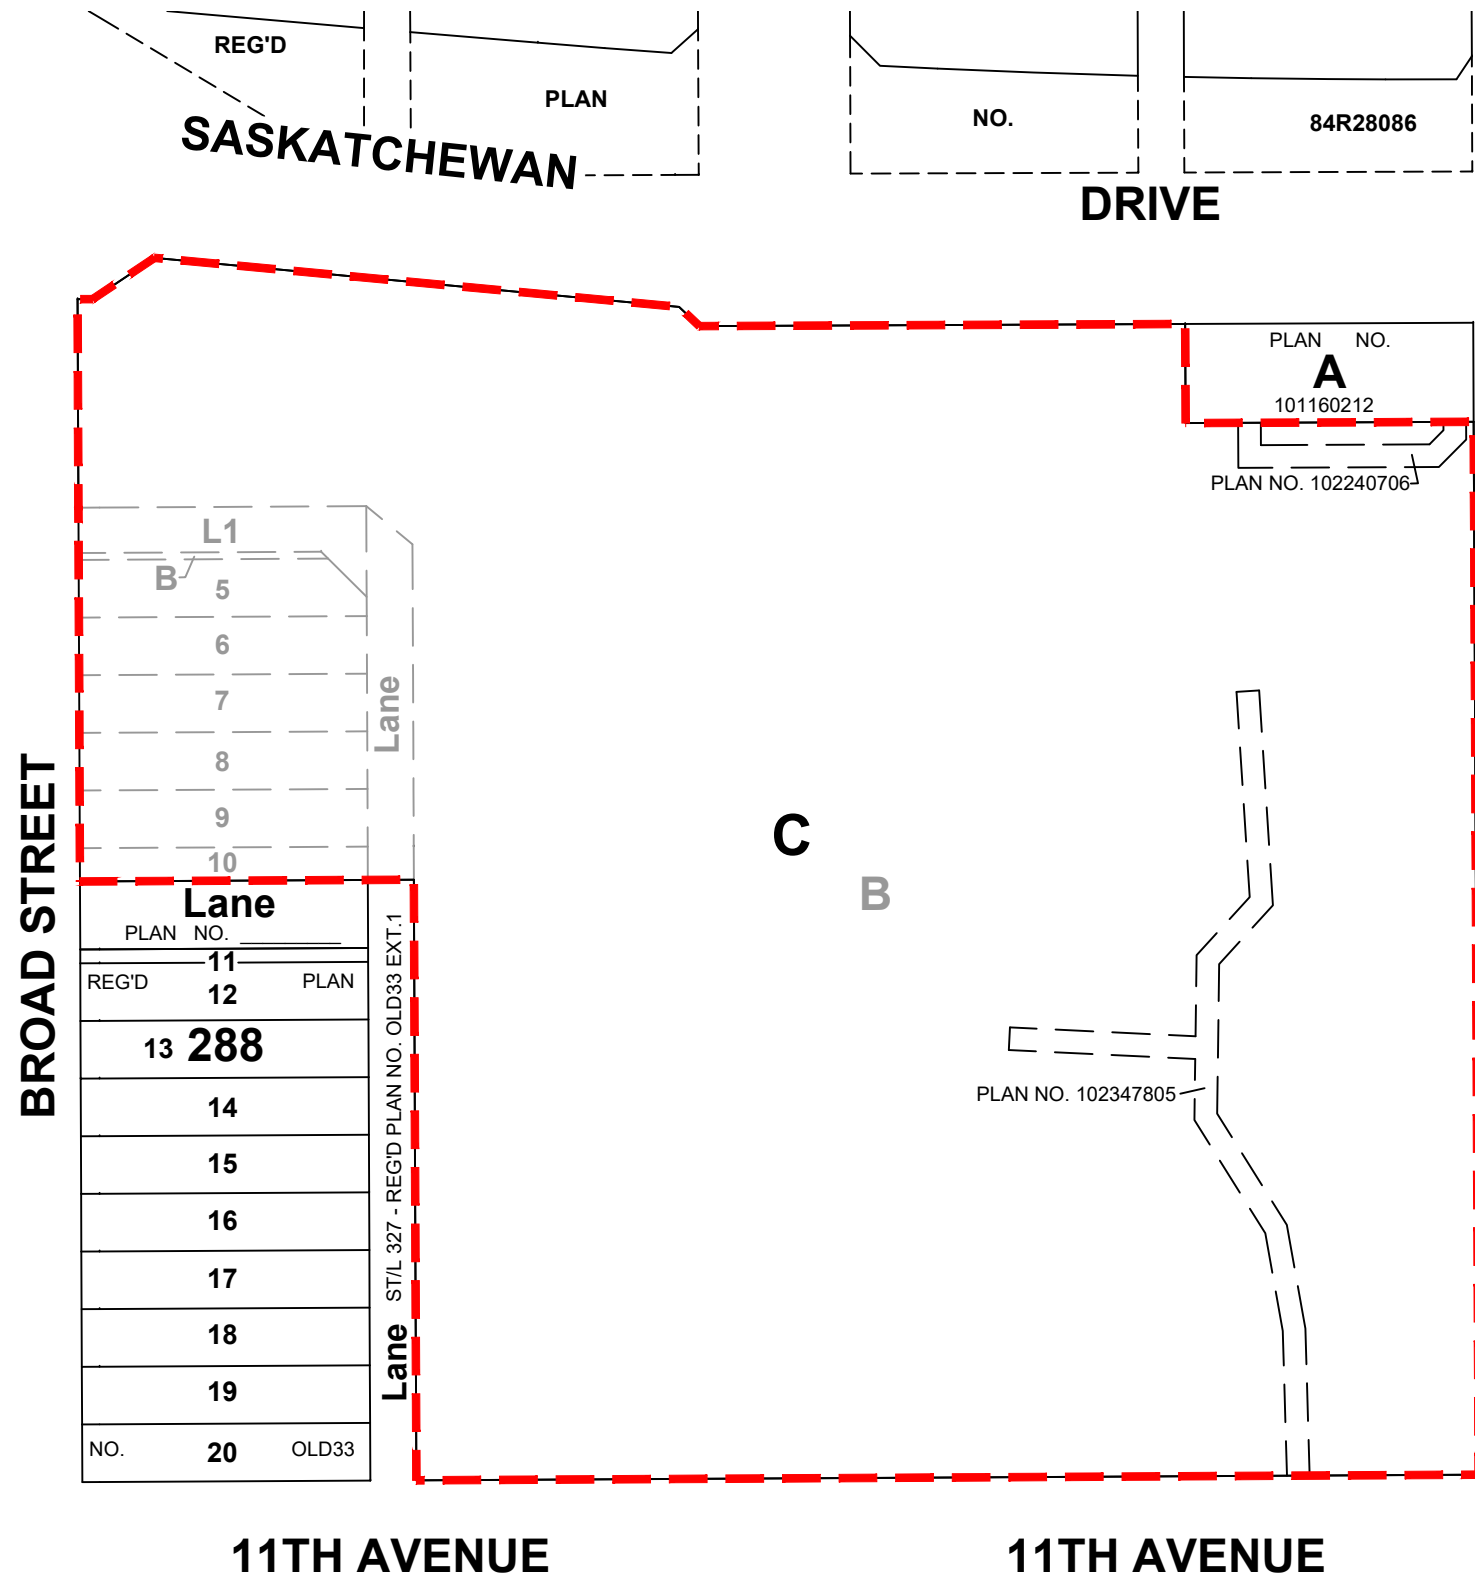 REG'D
PLAN
NO.
84R28086
SASKATCHEWAN
DRIVE
PLAN NO.
A
101160212
PLAN NO. 102240706
L1
B
5
6
7
8
9
10
Lane
C
B
BROAD STREET
Lane
PLAN NO. __________
11
REG'D PLAN
12
13 288
14
15
16
17
18
19
NO. 20 OLD33
Lane ST/L 327 - REG'D PLAN NO. OLD33 EXT.1
PLAN NO. 102347805
11TH AVENUE
11TH AVENUE